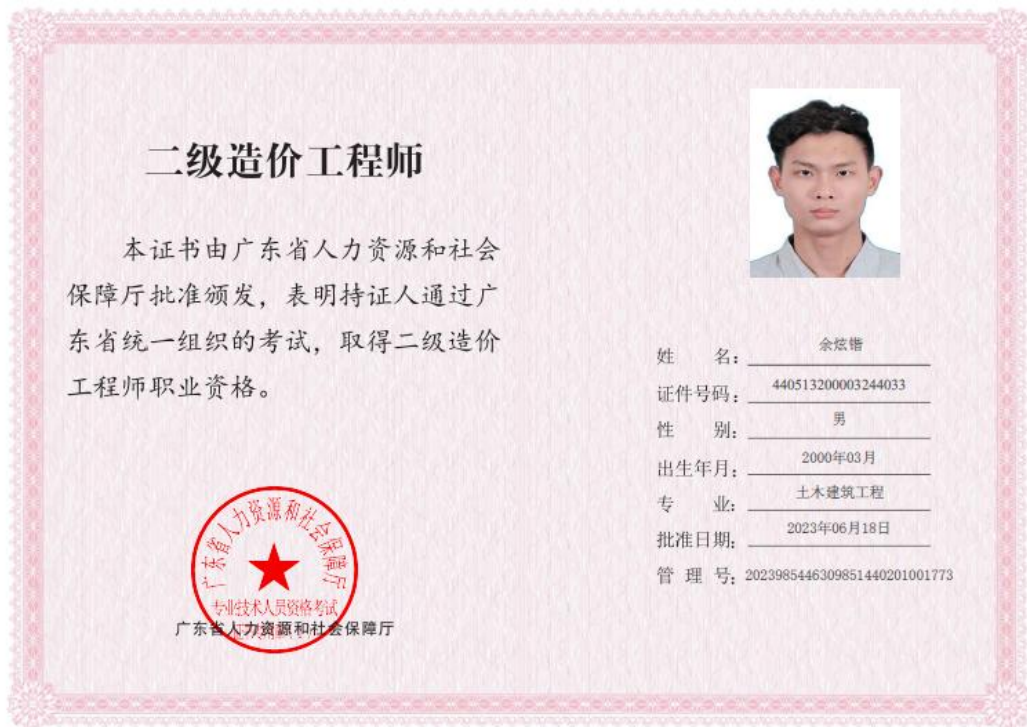 二级造价工程师
本证书由广东省人力资源和社会
保障厅批准颁发，表明持证人通过广
东省统一组织的考试，取得二级造价
工程师职业资格。
广东省人力资源和社会保障厅
专业技术人员资格考试
广东省人力资源和社会保障厅
姓 名： 余炫锴
证件号码： 440513200003244033
性 别： 男
出生年月： 2000年03月
专 业： 土木建筑工程
批准日期： 2023年06月18日
管 理 号： 20239854463098514402010017​73